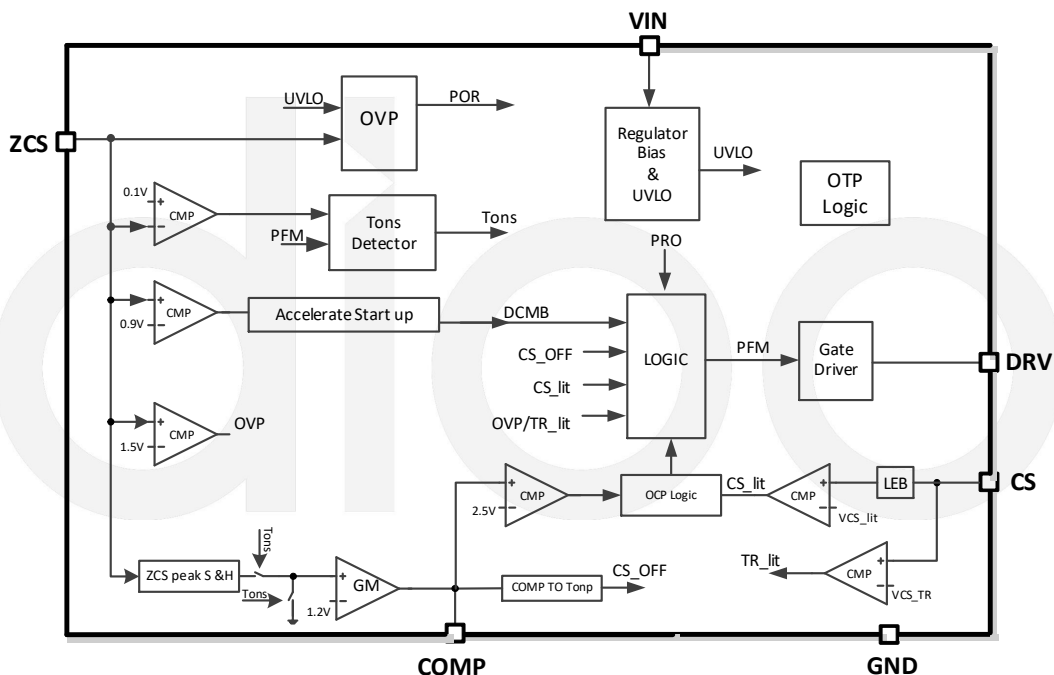 VIN
ZCS
UVLO
OVP
POR
Regulator
Bias
&
UVLO
UVLO
OTP
Logic
0.1V
+
−
CMP
PFM
Tons
Detector
Tons
PRO
0.9V
+
−
CMP
Accelerate Start up
DCMB
CS_OFF
CS_lit
OVP/TR_lit
LOGIC
PFM
Gate
Driver
DRV
1.5V
+
−
CMP
OVP
2.5V
+
−
CMP
OCP Logic
CS_lit
+
−
CMP
VCS_lit
LEB
CS
Tons
ZCS peak S &H
Tons
1.2V
+
−
GM
COMP TO Tonp
CS_OFF
TR_lit
+
−
CMP
VCS_TR
COMP
GND
dioo